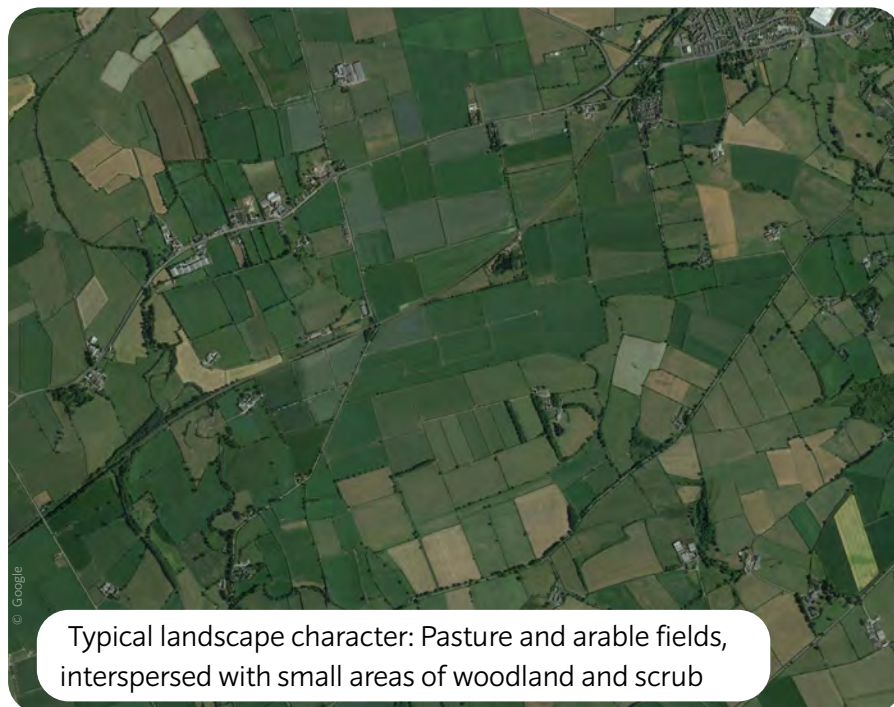 © Google
Typical landscape character: Pasture and arable fields,
interspersed with small areas of woodland and scrub